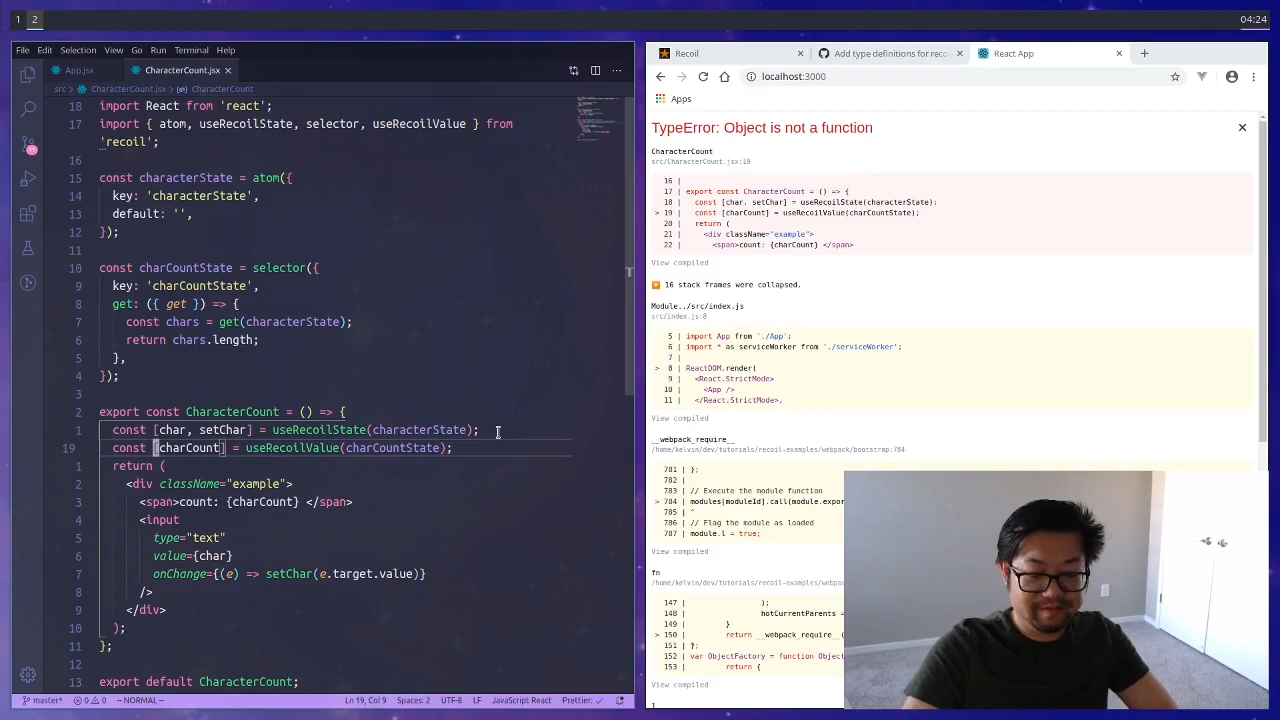 1 2
04:24
File Edit Selection View Go Run Terminal Help
App.jsx
CharacterCount.jsx ×
src > CharacterCount.jsx > CharacterCount
18 import React from 'react';
17 import { atom, useRecoilState, selector, useRecoilValue } from
'recoil';
16
15 const characterState = atom({
14 key: 'characterState',
13 default: '',
12 });
11
10 const charCountState = selector({
9 key: 'charCountState',
8 get: ({ get }) => {
7 const chars = get(characterState);
6 return chars.length;
5 },
4 });
3
2 export const CharacterCount = () => {
1 const [char, setChar] = useRecoilState(characterState);
19 const [charCount] = useRecoilValue(charCountState);
1 return (
2 <div className="example">
3 <span>count: {charCount} </span>
4 <input
5 type="text"
6 value={char}
7 onChange={(e) => setChar(e.target.value)}
8 />
9 </div>
10 );
11 };
12
13 export default CharacterCount;
master* 0 0 -- NORMAL -- Ln 19, Col 9 Spaces: 2 UTF-8 LF JavaScript React Prettier: ✓
Recoil ×
Add type definitions for reco ×
React App ×
localhost:3000
Apps
TypeError: Object is not a function
×
CharacterCount
src/CharacterCount.jsx:19
16 |
17 | export const CharacterCount = () => {
18 | const [char, setChar] = useRecoilState(characterState);
> 19 | const [charCount] = useRecoilValue(charCountState);
20 | return (
21 | <div className="example">
22 | <span>count: {charCount} </span>
View compiled
▶ 16 stack frames were collapsed.
Module../src/index.js
src/index.js:8
5 | import App from './App';
6 | import * as serviceWorker from './serviceWorker';
7 |
> 8 | ReactDOM.render(
9 | <React.StrictMode>
10 | <App />
11 | </React.StrictMode>,
View compiled
__webpack_require__
/home/kelvin/dev/tutorials/recoil-examples/webpack/bootstrap:784
781 | };
782 |
783 | // Execute the module function
> 784 | modules[moduleId].call(module.expor
785 | ^
786 | // Flag the module as loaded
787 | module.l = true;
View compiled
fn
/home/kelvin/dev/tutorials/recoil-examples/webpa
147 | );
148 | hotCurrentParents =
149 | }
> 150 | return __webpack_require__(
151 | };
152 | var ObjectFactory = function Object
153 | return {
View compiled